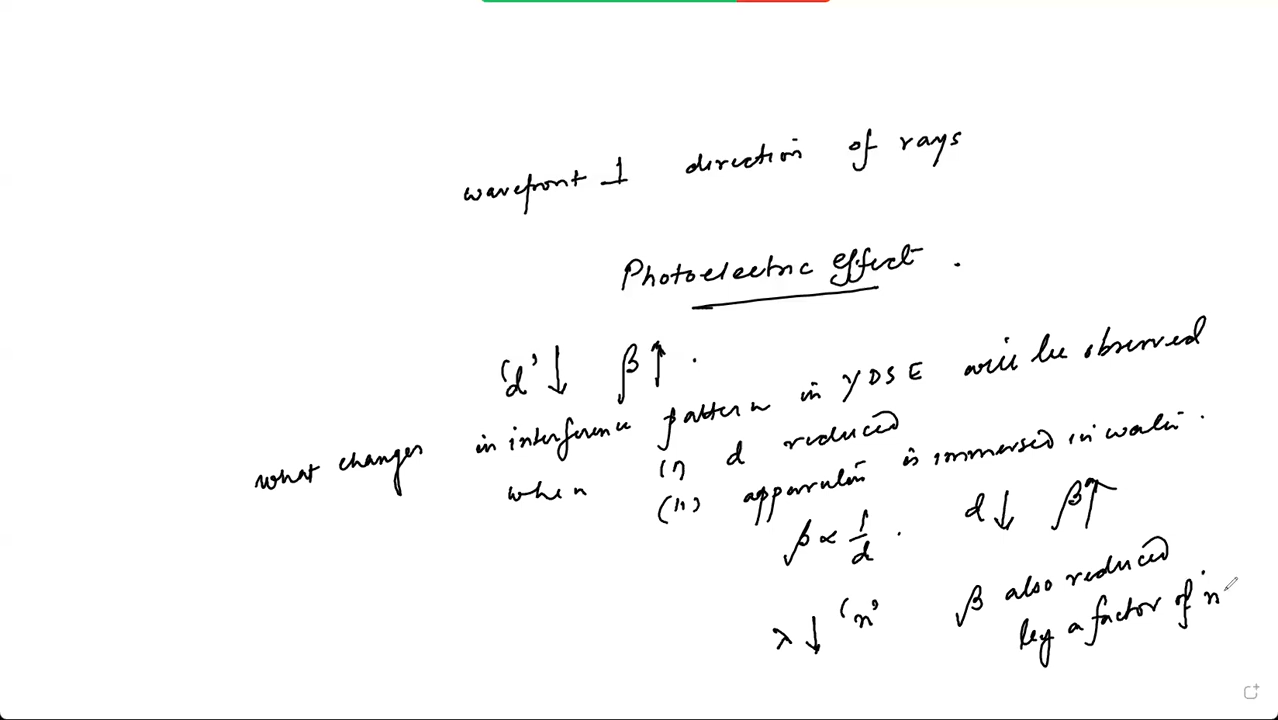 wavefront ⊥ direction of rays
Photoelectric effect .
'd' ↓ β ↑ .
what changes in interference pattern in YDSE will be observed
when (i) d reduced
(ii) apparatus is immersed in water .
β ∝ 1/d . d ↓ β ↑
λ ↓ 'n' β also reduced
by a factor of 'n'